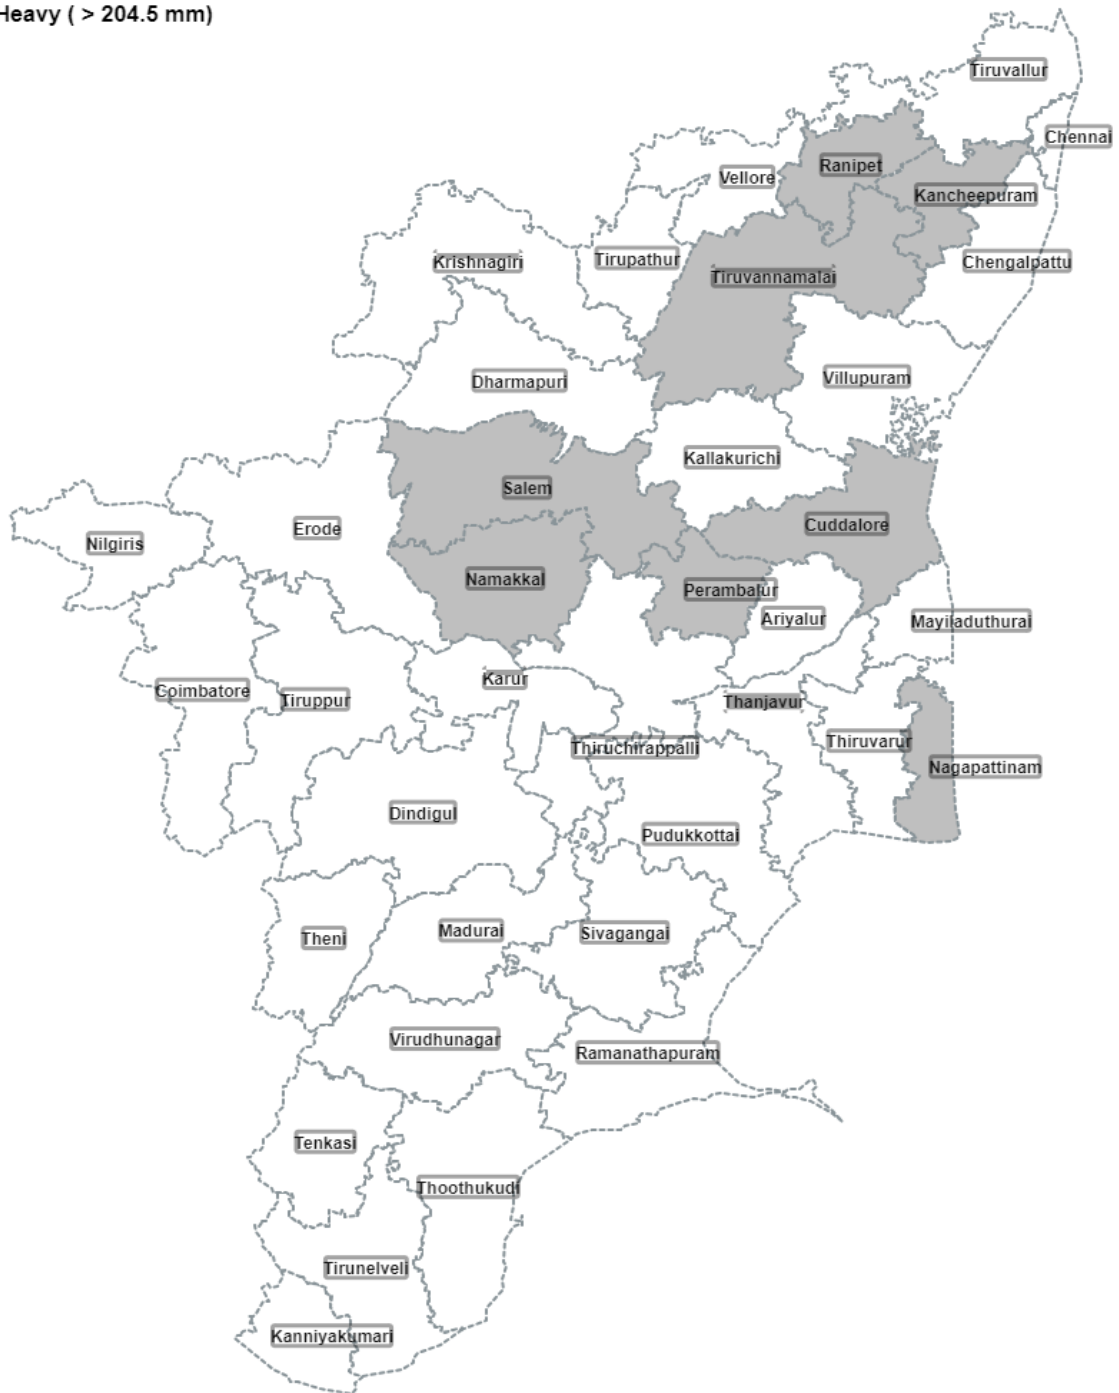 Heavy ( > 204.5 mm)
Tiruvallur
Chennai
Ranipet
Vellore
Kancheepuram
Krishnagiri
Tirupathur
Chengalpattu
Tiruvannamalai
Dharmapuri
Villupuram
Kallakurichi
Salem
Cuddalore
Erode
Nilgiris
Namakkal
Perambalur
Ariyalur
Mayiladuthurai
Karur
Coimbatore
Tiruppur
Thanjavur
Thiruvarur
Thiruchirappalli
Nagapattinam
Dindigul
Pudukkottai
Madurai
Sivagangai
Theni
Virudhunagar
Ramanathapuram
Tenkasi
Thoothukudi
Tirunelveli
Kanniyakumari